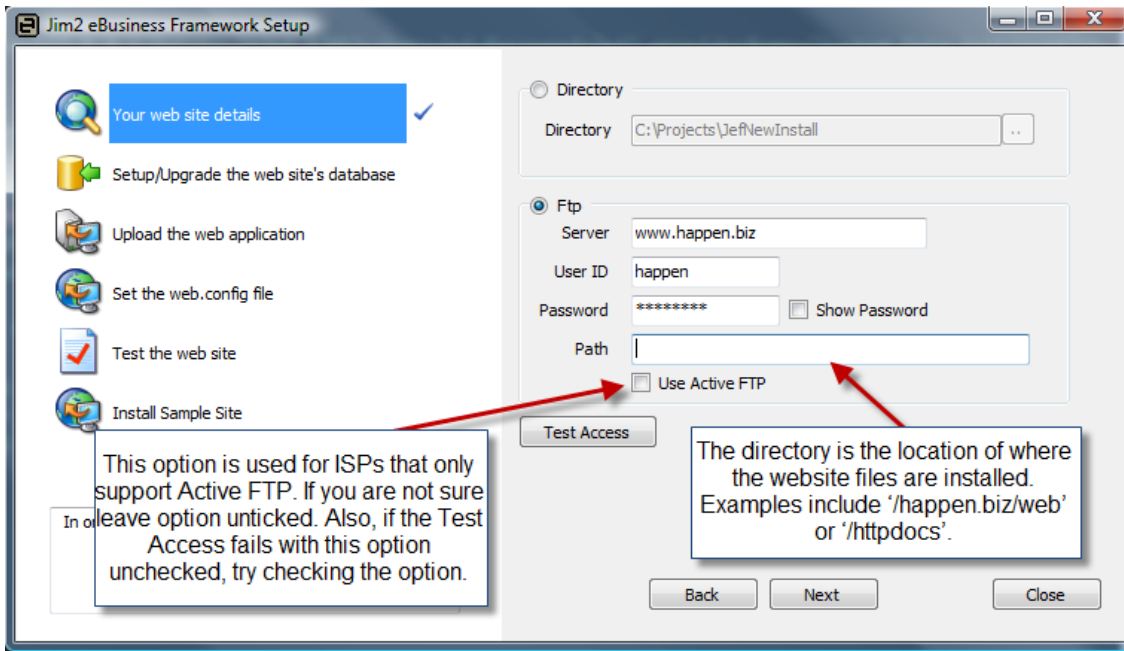 Jim2 eBusiness Framework Setup
Your web site details
Setup/Upgrade the web site's database
Upload the web application
Set the web.config file
Test the web site
Install Sample Site
In o
Directory
Directory C:\Projects\JefNewInstall ..
Ftp
Server www.happen.biz
User ID happen
Password ******** Show Password
Path
Use Active FTP
Test Access
This option is used for ISPs that only
support Active FTP. If you are not sure
leave option unticked. Also, if the Test
Access fails with this option
unchecked, try checking the option.
The directory is the location of where
the website files are installed.
Examples include ‘/happen.biz/web’
or ‘/httpdocs’.
Back Next Close